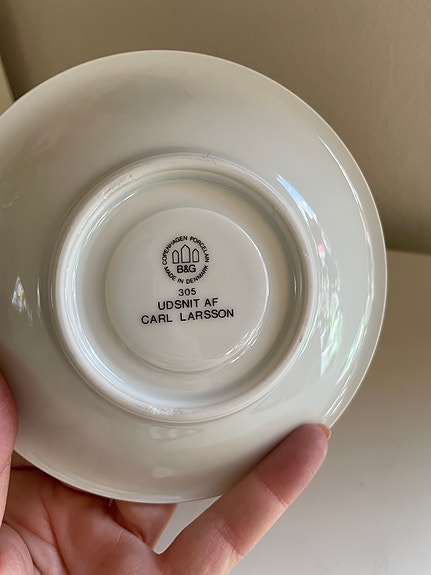 COPENHAGEN PORCELAIN
B&G
MADE IN DENMARK
305
UDSNIT AF
CARL LARSSON